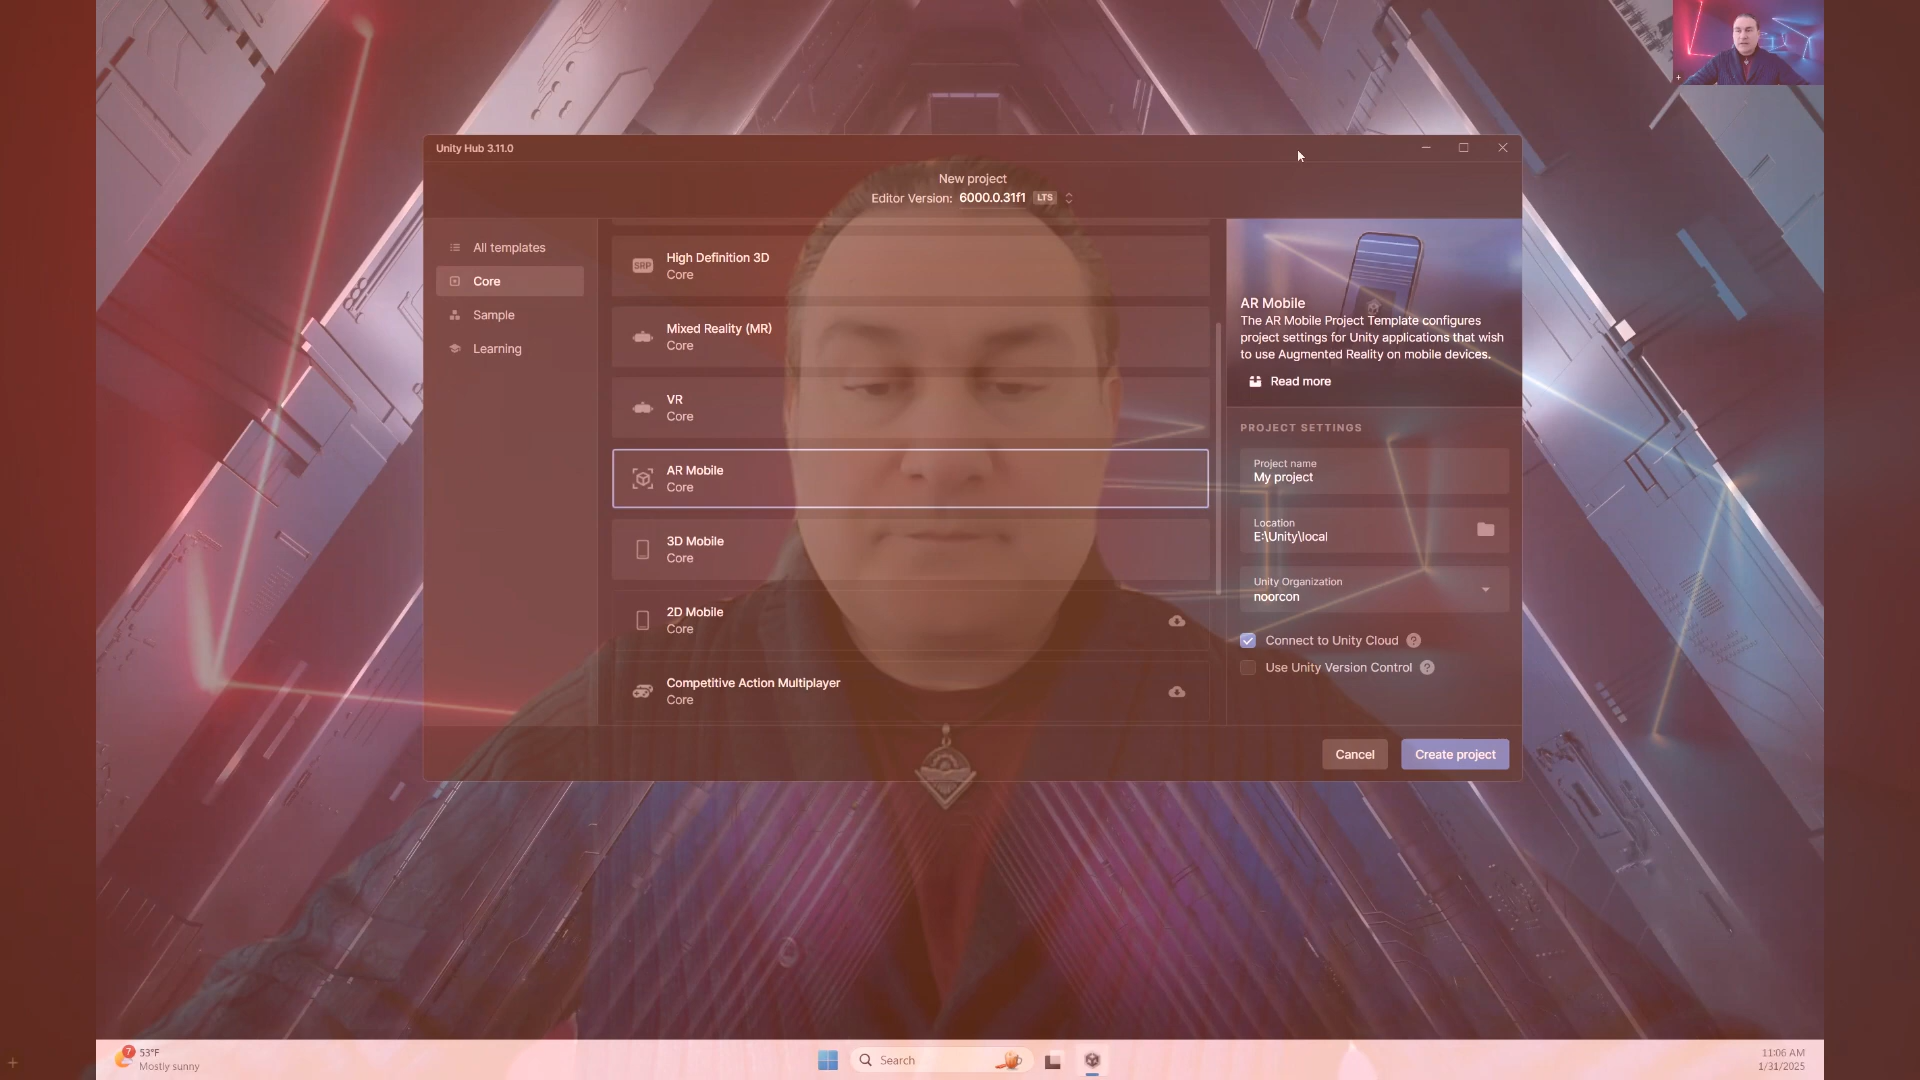 Unity Hub 3.11.0
New project
Editor Version: 6000.0.31f1 LTS
All templates
Core
Sample
Learning
High Definition 3D
Core
Mixed Reality (MR)
Core
VR
Core
AR Mobile
Core
3D Mobile
Core
2D Mobile
Core
Competitive Action Multiplayer
Core
SRP
AR Mobile
The AR Mobile Project Template configures
project settings for Unity applications that wish
to use Augmented Reality on mobile devices.
Read more
PROJECT SETTINGS
Project name
My project
Location
E:\Unity\local
Unity Organization
noorcon
Connect to Unity Cloud ?
Use Unity Version Control ?
Cancel
Create project
7
53°F
Mostly sunny
Search
11:06 AM
1/31/2025